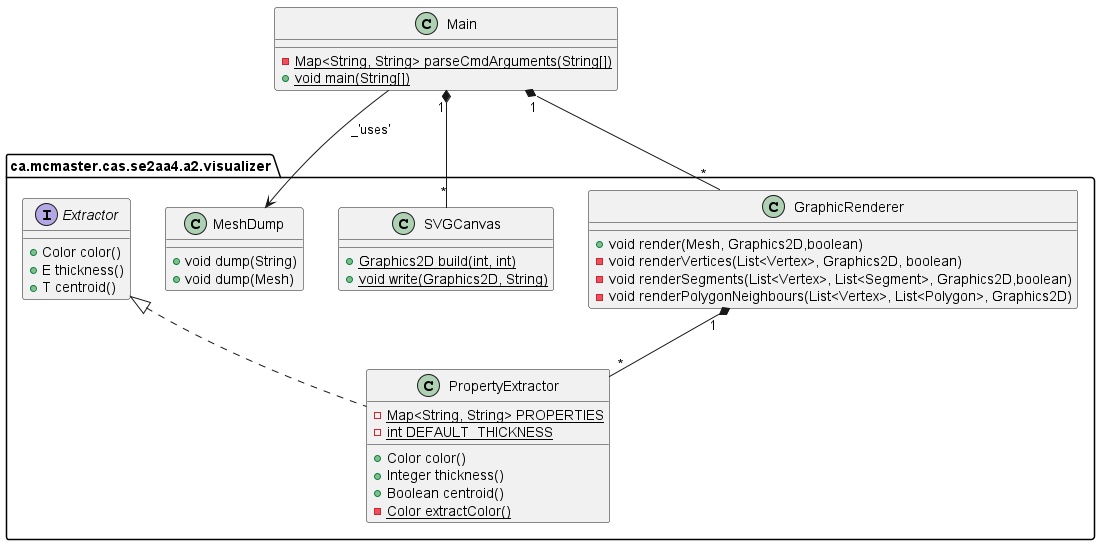 C Main
Map<String, String> parseCmdArguments(String[])
void main(String[])
1
1
_'uses'
ca.mcmaster.cas.se2aa4.a2.visualizer
*
*
I Extractor
Color color()
E thickness()
T centroid()
C MeshDump
void dump(String)
void dump(Mesh)
C SVGCanvas
Graphics2D build(int, int)
void write(Graphics2D, String)
C GraphicRenderer
void render(Mesh, Graphics2D,boolean)
void renderVertices(List<Vertex>, Graphics2D, boolean)
void renderSegments(List<Vertex>, List<Segment>, Graphics2D,boolean)
void renderPolygonNeighbours(List<Vertex>, List<Polygon>, Graphics2D)
1
*
C PropertyExtractor
Map<String, String> PROPERTIES
int DEFAULT_THICKNESS
Color color()
Integer thickness()
Boolean centroid()
Color extractColor()